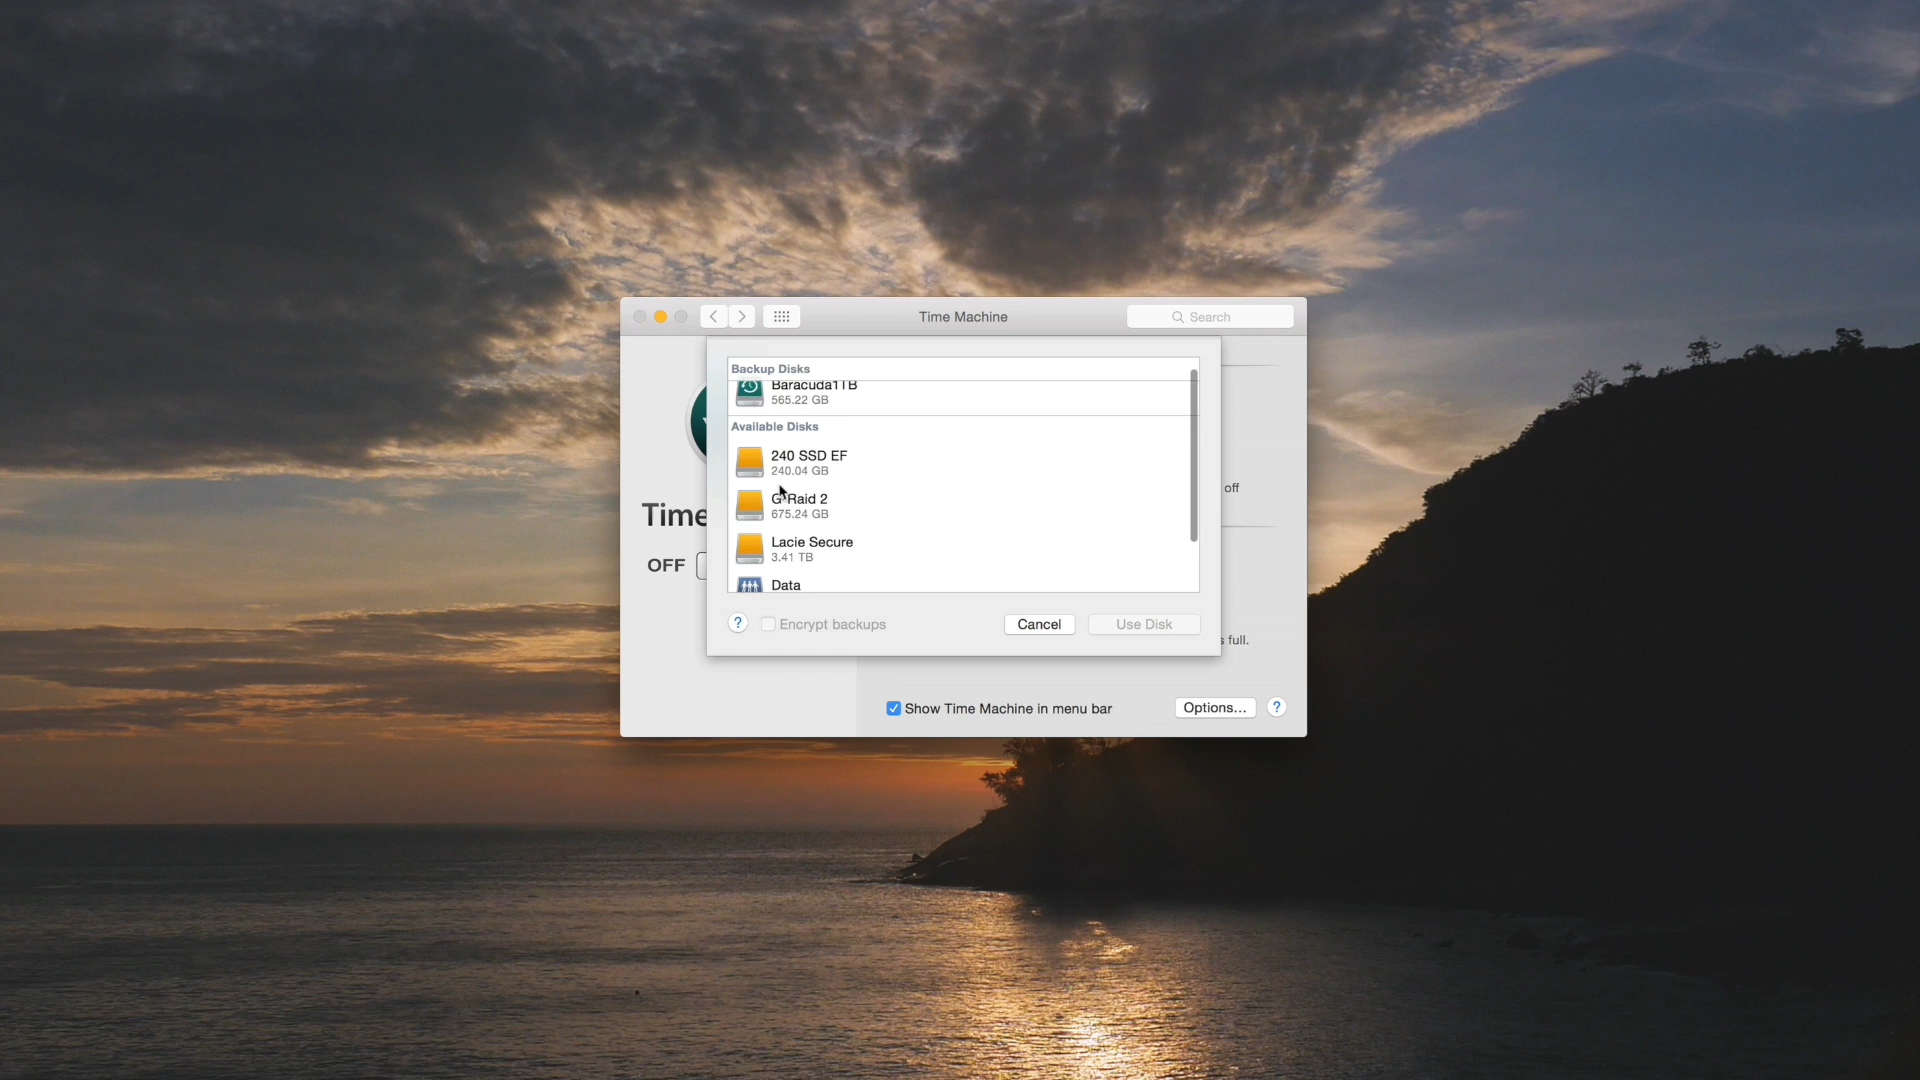 Time Machine
Search
Backup Disks
Baracuda1TB
565.22 GB
Available Disks
240 SSD EF
240.04 GB
G-Raid 2
675.24 GB
Lacie Secure
3.41 TB
Data
off
Time
OFF
? Encrypt backups
Cancel
Use Disk
s full.
Show Time Machine in menu bar
Options...
?